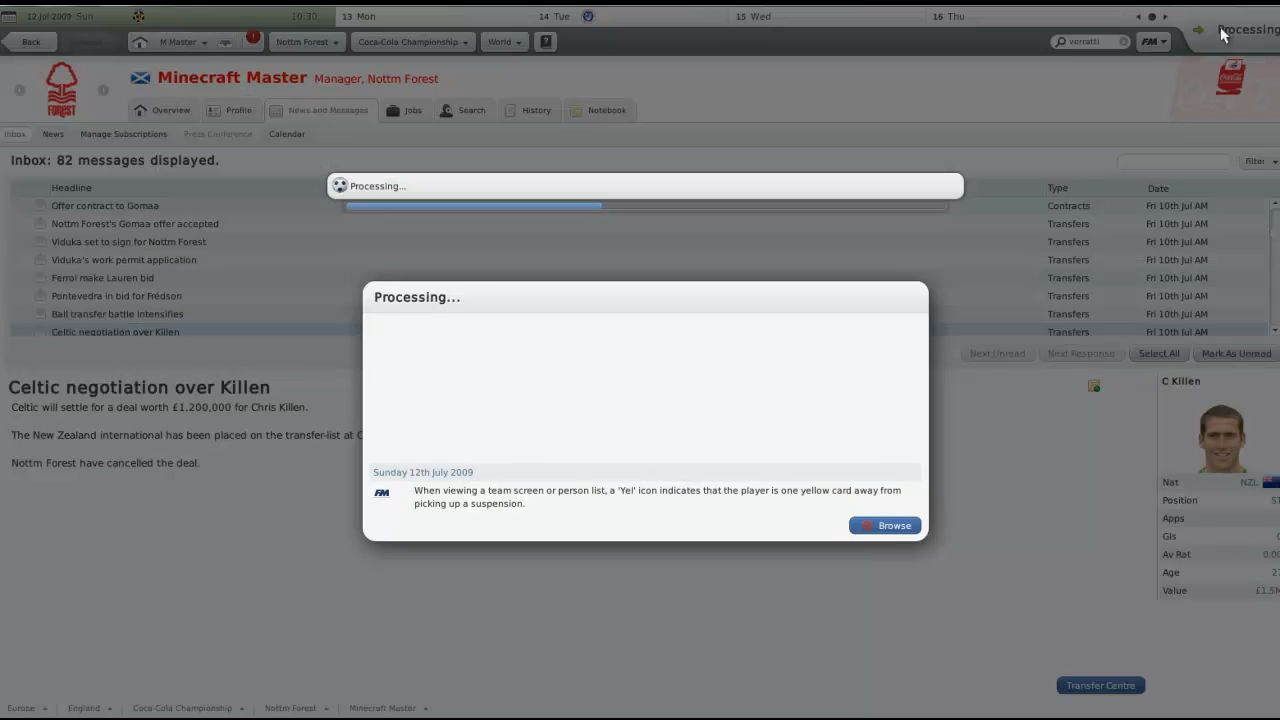 12 Jul 2009 Sun 10:30 13 Mon 14 Tue 15 Wed 16 Thu
Processing
Back M Master Nottm Forest Coca-Cola Championship World ? verratti FM
FOREST
Minecraft Master Manager, Nottm Forest
Overview Profile News and Messages Jobs Search History Notebook
Inbox News Manage Subscriptions Press Conference Calendar
Inbox: 82 messages displayed. Filter
Headline Type Date
Processing...
Offer contract to Gomaa Contracts Fri 10th Jul AM
Nottm Forest's Gomaa offer accepted Transfers Fri 10th Jul AM
Viduka set to sign for Nottm Forest Transfers Fri 10th Jul AM
Viduka's work permit application Transfers Fri 10th Jul AM
Ferrol make Lauren bid Transfers Fri 10th Jul AM
Pontevedra in bid for Frédson Transfers Fri 10th Jul AM
Ball transfer battle intensifies Transfers Fri 10th Jul AM
Celtic negotiation over Killen Transfers Fri 10th Jul AM
Next Unread Next Response Select All Mark As Unread
Processing...
Celtic negotiation over Killen
Celtic will settle for a deal worth £1,200,000 for Chris Killen.
The New Zealand international has been placed on the transfer-list at C
Nottm Forest have cancelled the deal.
C Killen
Nat NZL
Position ST
Apps
Gls 0
Av Rat 0.00
Age 27
Value £1.5M
Sunday 12th July 2009
FM When viewing a team screen or person list, a 'Yel' icon indicates that the player is one yellow card away from
picking up a suspension.
Browse
Transfer Centre
Europe England Coca-Cola Championship Nottm Forest Minecraft Master